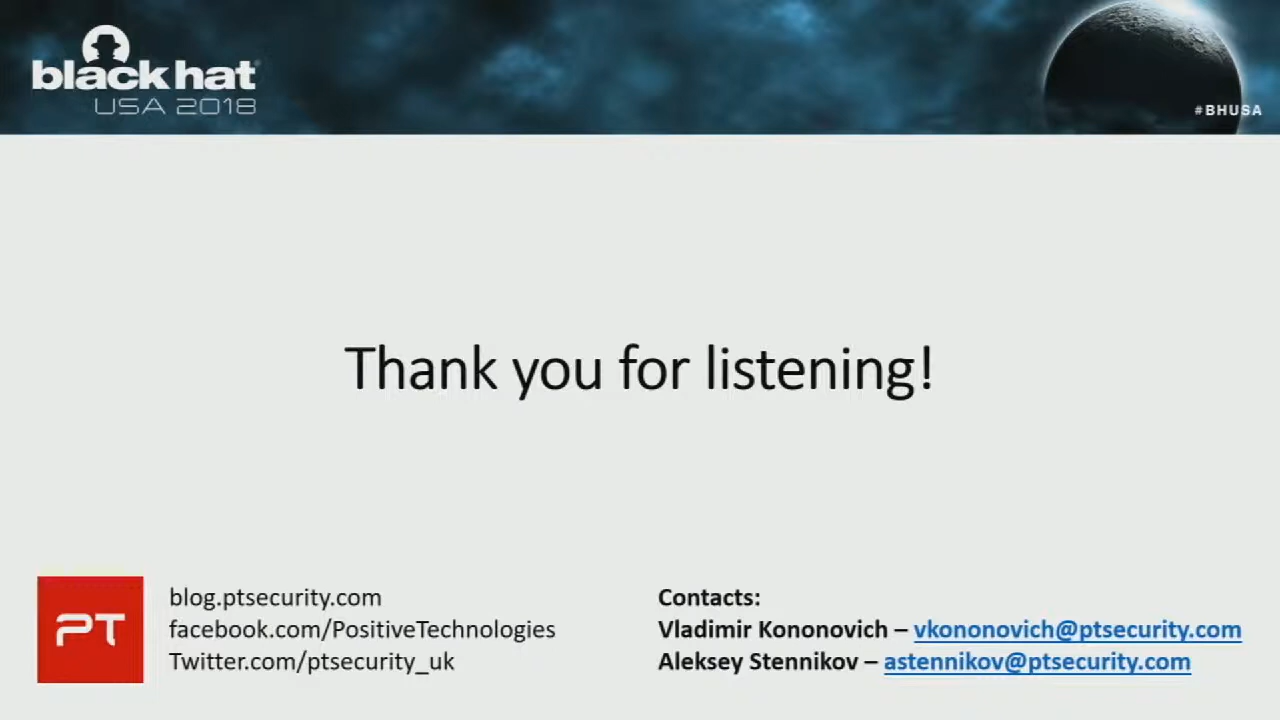 black hat
USA 2018
#BHUSA
Thank you for listening!
PT
blog.ptsecurity.com
facebook.com/PositiveTechnologies
Twitter.com/ptsecurity_uk
Contacts:
Vladimir Kononovich – vkononovich@ptsecurity.com
Aleksey Stennikov – astennikov@ptsecurity.com